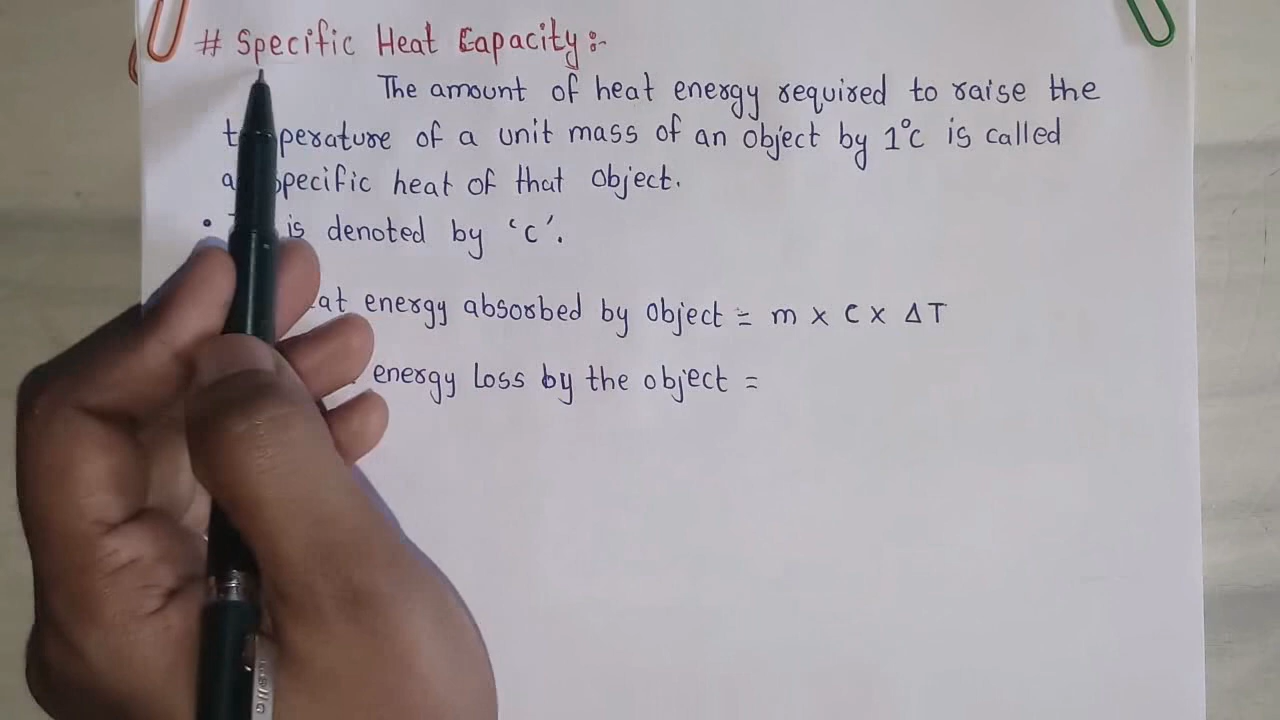 # Specific Heat Capacity :-
The amount of heat energy required to raise the
perature of a unit mass of an object by 1°c is called
specific heat of that object.
• is denoted by 'c'.
energy absorbed by object = m x c x ΔT
energy Loss by the object =